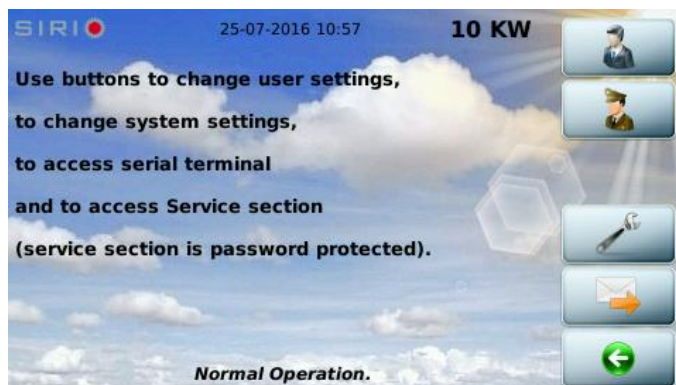 SIRIO 25-07-2016 10:57 10 KW
Use buttons to change user settings,
to change system settings,
to access serial terminal
and to access Service section
(service section is password protected).
Normal Operation.